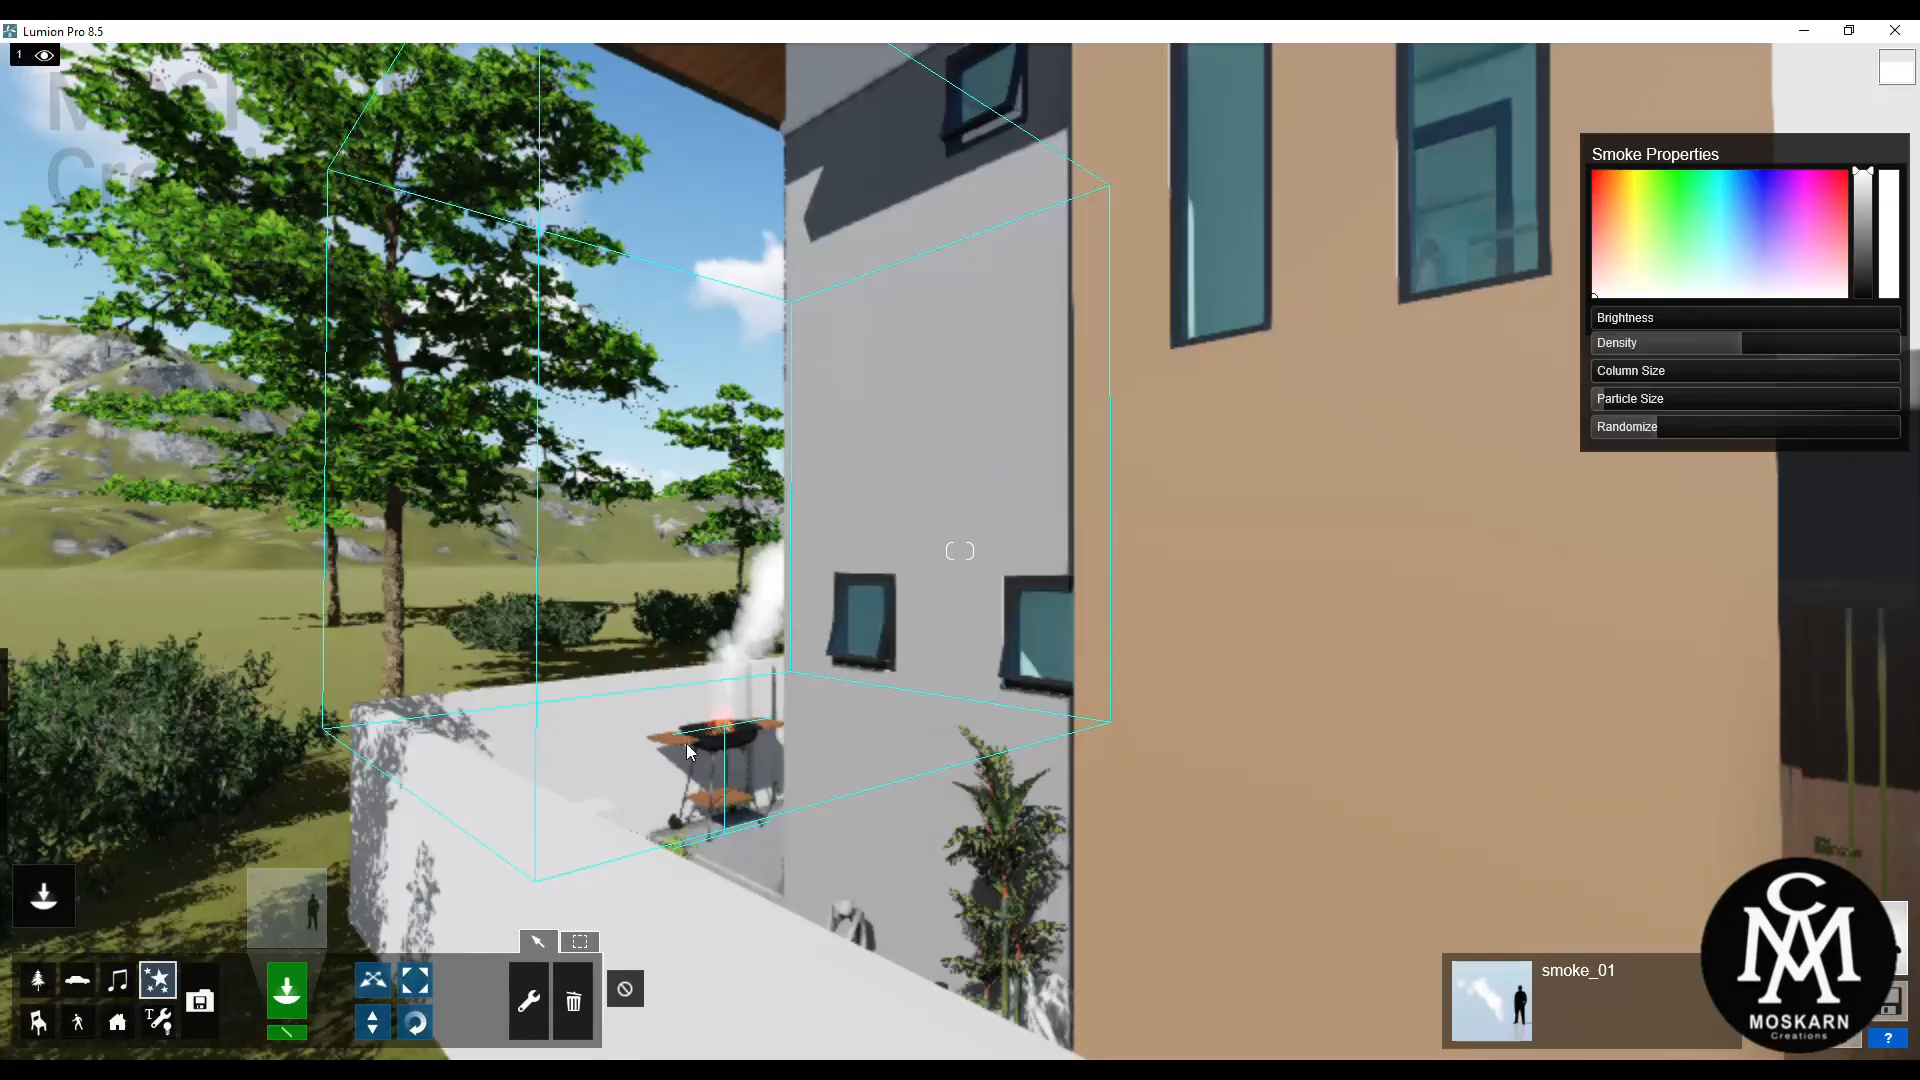 Lumion Pro 8.5
1
Smoke Properties
Brightness
Density
Column Size
Particle Size
Randomize
smoke_01
MOSKARN
Creations
?